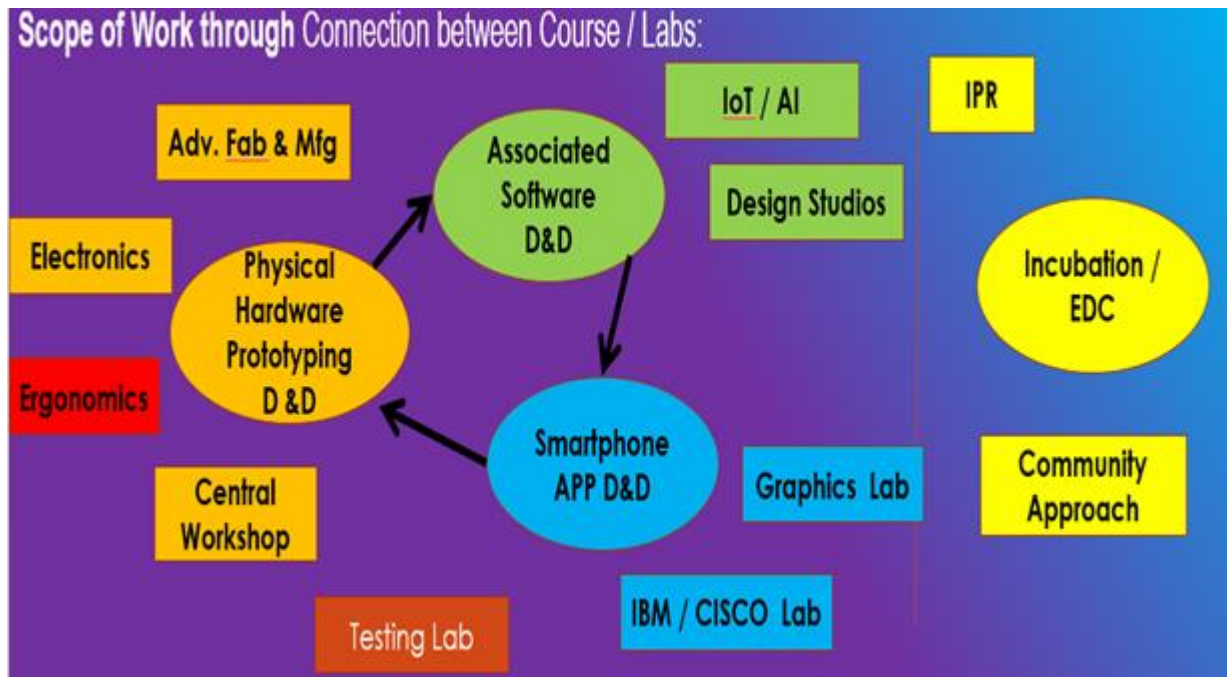 Scope of Work through Connection between Course / Labs:
IoT / AI
IPR
Adv. Fab & Mfg
Associated
Software
D&D
Design Studios
Electronics
Physical
Hardware
Prototyping
D &D
Incubation /
EDC
Ergonomics
Smartphone
APP D&D
Graphics Lab
Community
Approach
Central
Workshop
IBM / CISCO Lab
Testing Lab